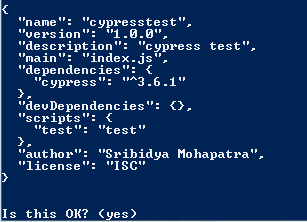 {
  "name": "cypresstest",
  "version": "1.0.0",
  "description": "cypress test",
  "main": "index.js",
  "dependencies": {
    "cypress": "^3.6.1"
  },
  "devDependencies": {},
  "scripts": {
    "test": "test"
  },
  "author": "Sribidya Mohapatra",
  "license": "ISC"
}
Is this OK? (yes)